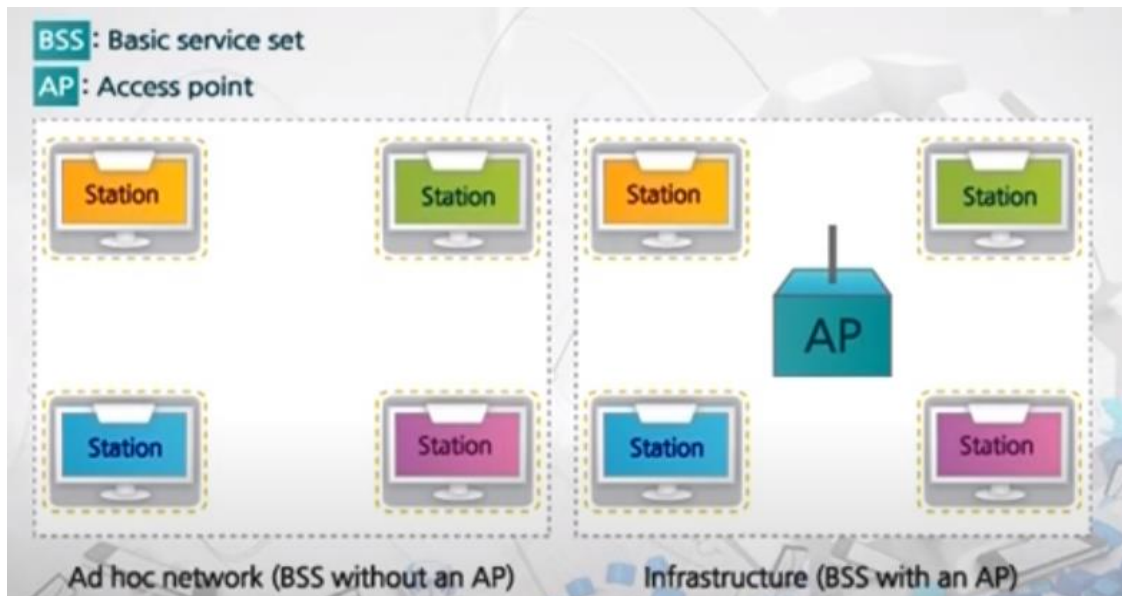 BSS : Basic service set
AP : Access point
Station
Station
Station
Station
AP
Station
Station
Station
Station
Ad hoc network (BSS without an AP)
Infrastructure (BSS with an AP)